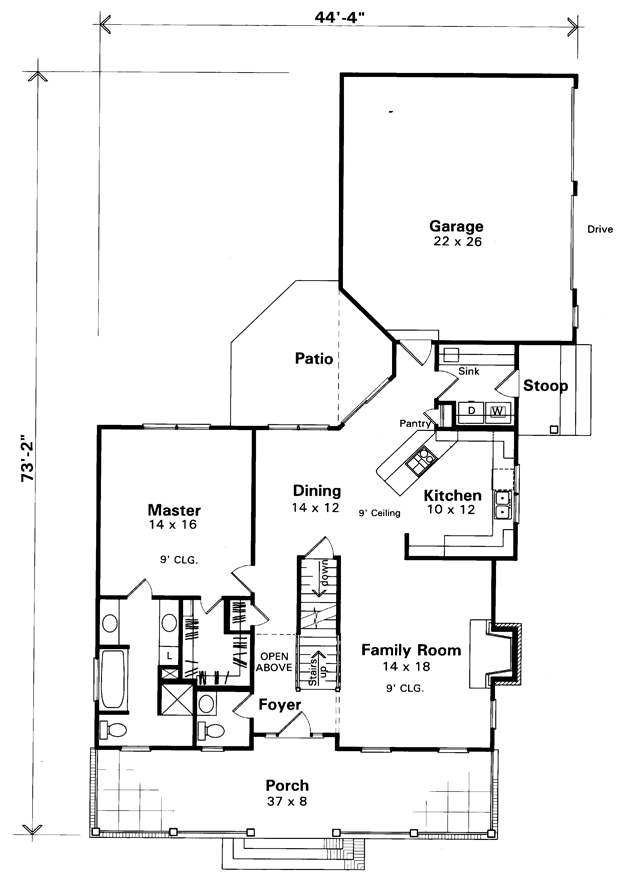 44'-4"
73'-2"
Garage
22 x 26
Drive
Patio
Sink
Stoop
D
W
Pantry
Dining
14 x 12
9' Ceiling
Kitchen
10 x 12
Master
14 x 16
9' CLG.
down
L
OPEN
ABOVE
Stairs
up
Family Room
14 x 18
9' CLG.
Foyer
Porch
37 x 8